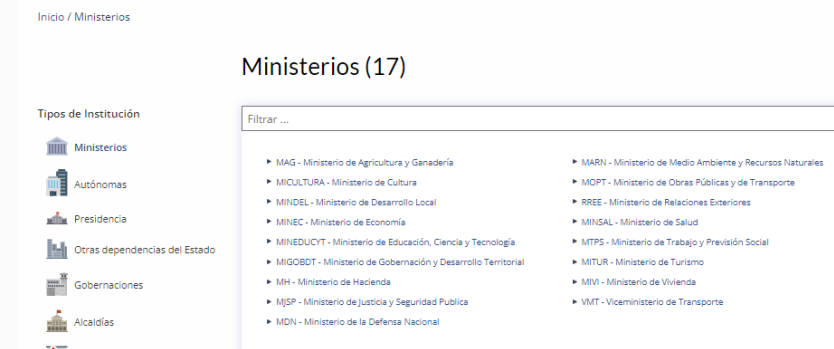 Inicio / Ministerios
Ministerios (17)
Tipos de Institución
Ministerios
Autónomas
Presidencia
Otras dependencias del Estado
Gobernaciones
Alcaldías
Filtrar ...
MAG - Ministerio de Agricultura y Ganadería
MICULTURA - Ministerio de Cultura
MINDEL - Ministerio de Desarrollo Local
MINEC - Ministerio de Economía
MINEDUCYT - Ministerio de Educación, Ciencia y Tecnología
MIGOBDT - Ministerio de Gobernación y Desarrollo Territorial
MH - Ministerio de Hacienda
MJSP - Ministerio de Justicia y Seguridad Publica
MDN - Ministerio de la Defensa Nacional
MARN - Ministerio de Medio Ambiente y Recursos Naturales
MOPT - Ministerio de Obras Públicas y de Transporte
RREE - Ministerio de Relaciones Exteriores
MINSAL - Ministerio de Salud
MTPS - Ministerio de Trabajo y Previsión Social
MITUR - Ministerio de Turismo
MIVI - Ministerio de Vivienda
VMT - Viceministerio de Transporte